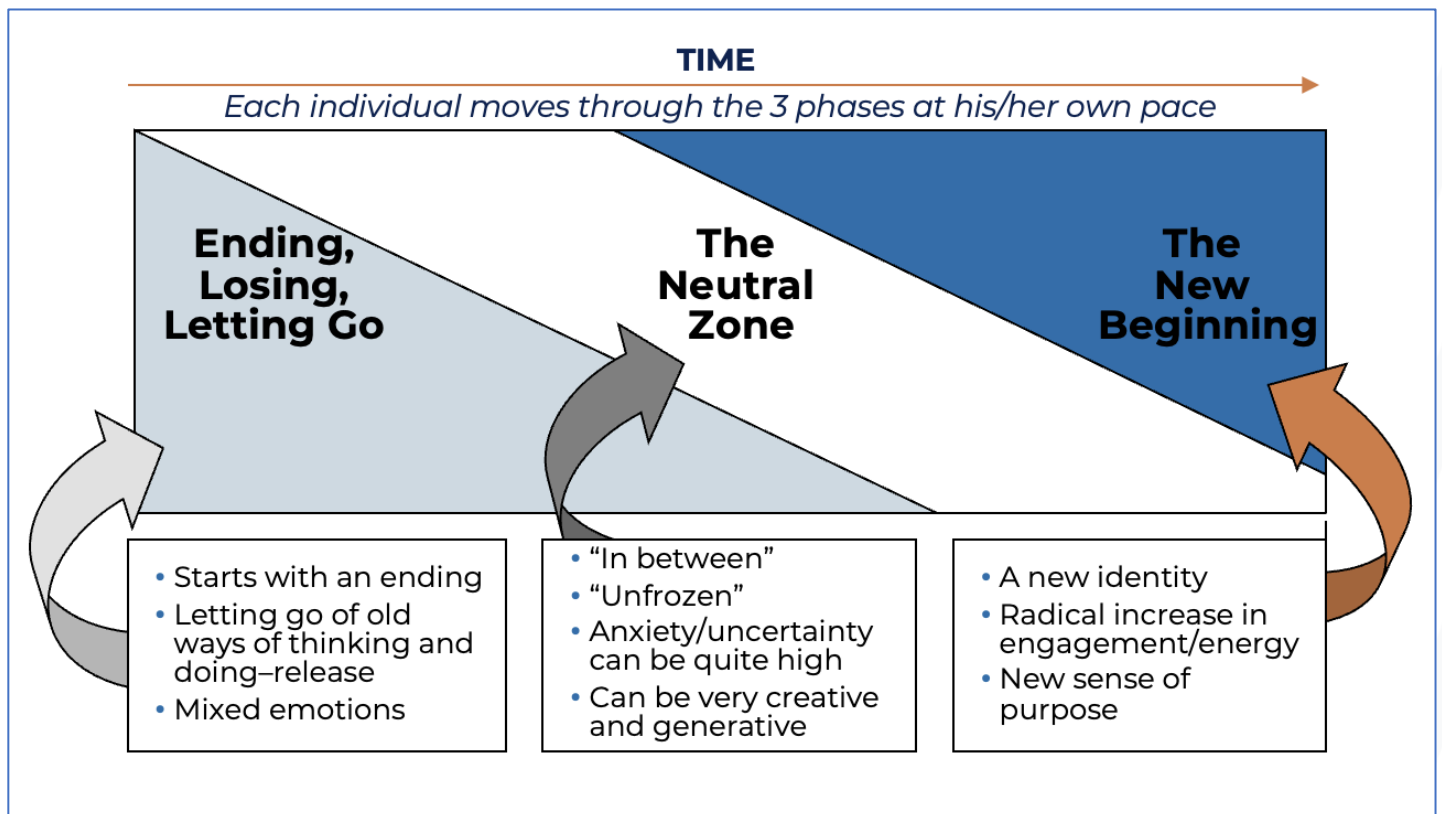 TIME
Each individual moves through the 3 phases at his/her own pace
Ending,
Losing,
Letting Go
The
Neutral
Zone
The
New
Beginning
• Starts with an ending
• Letting go of old
ways of thinking and
doing–release
• Mixed emotions
• “In between”
• “Unfrozen”
• Anxiety/uncertainty
can be quite high
• Can be very creative
and generative
• A new identity
• Radical increase in
engagement/energy
• New sense of
purpose